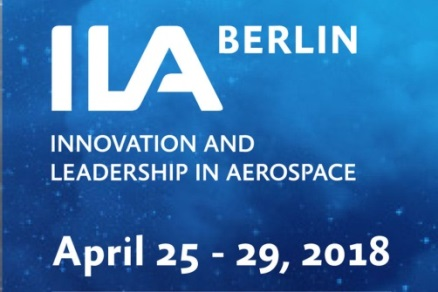 ILA BERLIN
INNOVATION AND
LEADERSHIP IN AEROSPACE
April 25 - 29, 2018